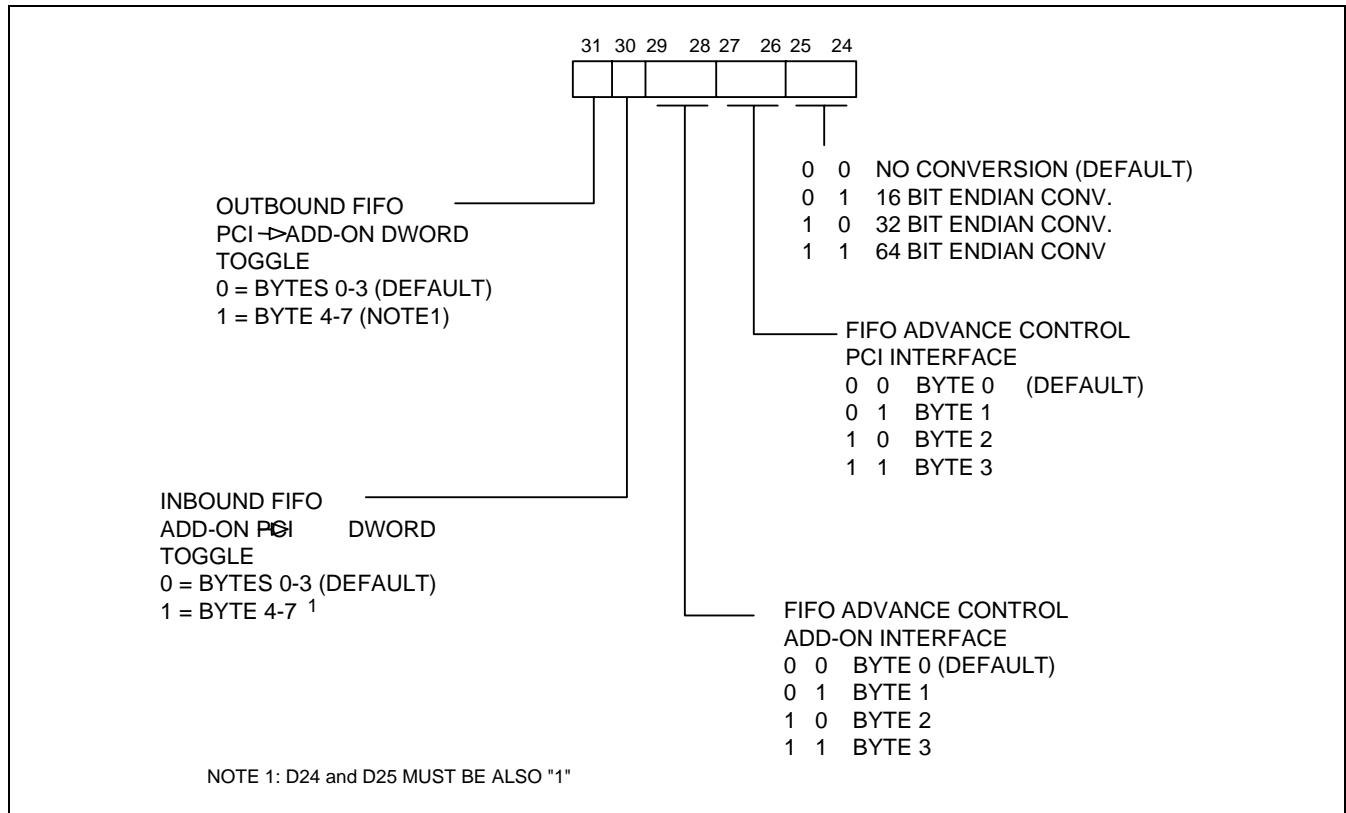 31 30 29 28 27 26 25 24
0 0 NO CONVERSION (DEFAULT)
0 1 16 BIT ENDIAN CONV.
1 0 32 BIT ENDIAN CONV.
1 1 64 BIT ENDIAN CONV
OUTBOUND FIFO
PCI ADD-ON DWORD
TOGGLE
0 = BYTES 0-3 (DEFAULT)
1 = BYTE 4-7 (NOTE1)
FIFO ADVANCE CONTROL
PCI INTERFACE
0 0 BYTE 0 (DEFAULT)
0 1 BYTE 1
1 0 BYTE 2
1 1 BYTE 3
INBOUND FIFO
ADD-ON PCI DWORD
TOGGLE
0 = BYTES 0-3 (DEFAULT)
1 = BYTE 4-7 1
FIFO ADVANCE CONTROL
ADD-ON INTERFACE
0 0 BYTE 0 (DEFAULT)
0 1 BYTE 1
1 0 BYTE 2
1 1 BYTE 3
NOTE 1: D24 and D25 MUST BE ALSO "1"